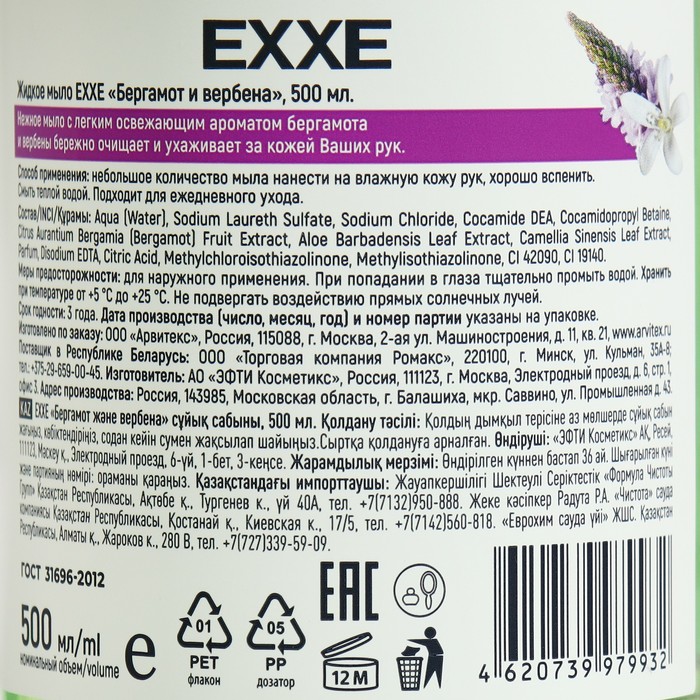 EXXE
Жидкое мыло EXXE «Бергамот и вербена», 500 мл.
Нежное мыло с легким освежающим ароматом бергамота
и вербены бережно очищает и ухаживает за кожей Ваших рук.
Способ применения: небольшое количество мыла нанести на влажную кожу рук, хорошо вспенить.
Смыть теплой водой. Подходит для ежедневного ухода.
Состав/INCI/Құрамы: Aqua (Water), Sodium Laureth Sulfate, Sodium Chloride, Cocamide DEA, Cocamidopropyl Betaine,
Citrus Aurantium Bergamia (Bergamot) Fruit Extract, Aloe Barbadensis Leaf Extract, Camellia Sinensis Leaf Extract,
Parfum, Disodium EDTA, Citric Acid, Methylchloroisothiazolinone, Methylisothiazolinone, CI 42090, CI 19140.
Меры предосторожности: для наружного применения. При попадании в глаза тщательно промыть водой. Хранить
при температуре от +5 °C до +25 °C. Не подвергать воздействию прямых солнечных лучей.
Срок годности: 3 года. Дата производства (число, месяц, год) и номер партии указаны на упаковке.
Изготовлено по заказу: ООО «Арвитекс», Россия, 115088, г. Москва, 2-ая ул. Машиностроения, д. 11, кв. 21, www.arvitex.ru
Поставщик в Республике Беларусь: ООО «Торговая компания Ромакс», 220100, г. Минск, ул. Кульман, 35А-8;
тел.: +375-29-659-00-45. Изготовитель: АО «ЭФТИ Косметикс», Россия, 111123, г. Москва, Электродный проезд, д. 6, стр. 1,
офис 3. Адрес производства: Россия, 143985, Московская область, г. Балашиха, мкр. Саввино, ул. Промышленная д. 43.
KAZ EXXE «Бергамот жане вербена» сұйық сабыны, 500 мл. Қолдану тәсілі: Қолдың дымқыл терісіне аз мөлшерде сұйық сабын
жағыңыз, көбіктендіріңіз, содан кейін сумен жақсылап шайыңыз.Сыртқа қолдануға арналған. Өндіруші: «ЭФТИ Косметикс» АҚ, Ресей,
111123, Маскеу қ., Электродный проезд, 6-үй, 1-бет, 3-кеңсе. Жарамдылық мерзімі: Өндірілген күннен бастап 36 ай. Шығарылған күні
және партияның нөмірі: ораманы қараңыз. Қазақстандағы импорттаушы: Жауапкершілігі Шектеулі Серіктестік «Формула Чистоты
Групп» Қазақстан Республикасы, Ақтөбе қ., Тургенев к., үй 40А, тел. +7(7132)950-888. Жеке кәсіпкер Радута Р.А. «Чистота» сауда
компаниясы Қазақстан Республикасы, Қостанай қ., Киевская к., 17/5, тел. +7(7142)560-818. «Еврохим сауда үйі» ЖШС. Қазақстан
Республикасы, Алматы қ., Жароков к., 280 В, тел. +7(727)339-59-09.
ГОСТ 31696-2012
EAC
500 мл/ml
номинальный объем/volume
e
01
PET
флакон
05
PP
дозатор
12 M
4 620739 979932